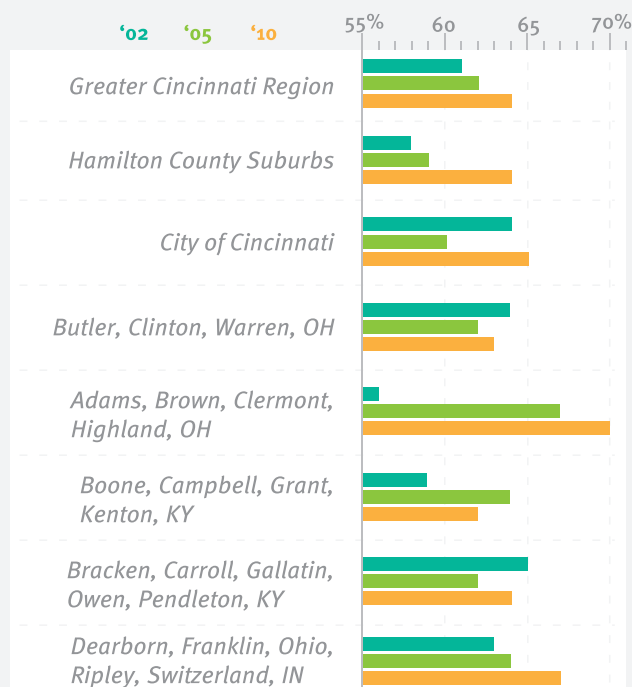 ‘02 ‘05 ‘10
55% 60 65 70%
Greater Cincinnati Region
Hamilton County Suburbs
City of Cincinnati
Butler, Clinton, Warren, OH
Adams, Brown, Clermont,
Highland, OH
Boone, Campbell, Grant,
Kenton, KY
Bracken, Carroll, Gallatin,
Owen, Pendleton, KY
Dearborn, Franklin, Ohio,
Ripley, Switzerland, IN